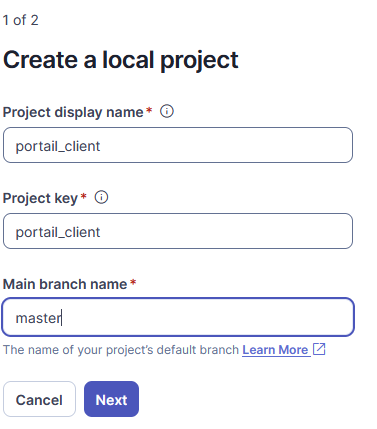 1 of 2
Create a local project
Project display name*
portail_client
Project key*
portail_client
Main branch name*
master
The name of your project's default branch Learn More
Cancel Next